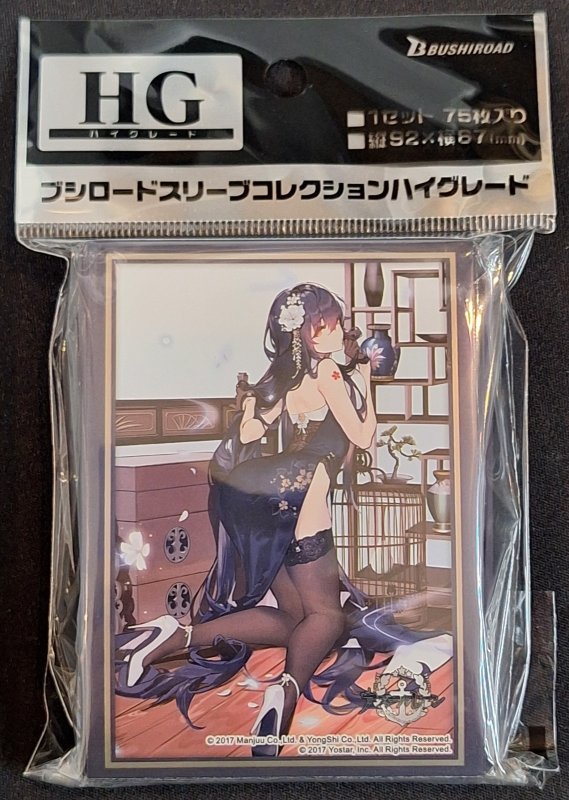 HG
ハイグレード
BUSHIROAD
■1セット 75枚入り
■縦92×横67(mm)
ブシロードスリーブコレクションハイグレード
© 2017 Manjuu Co.,Ltd. & YongShi Co.,Ltd. All Rights Reserved.
© 2017 Yostar, Inc. All Rights Reserved.